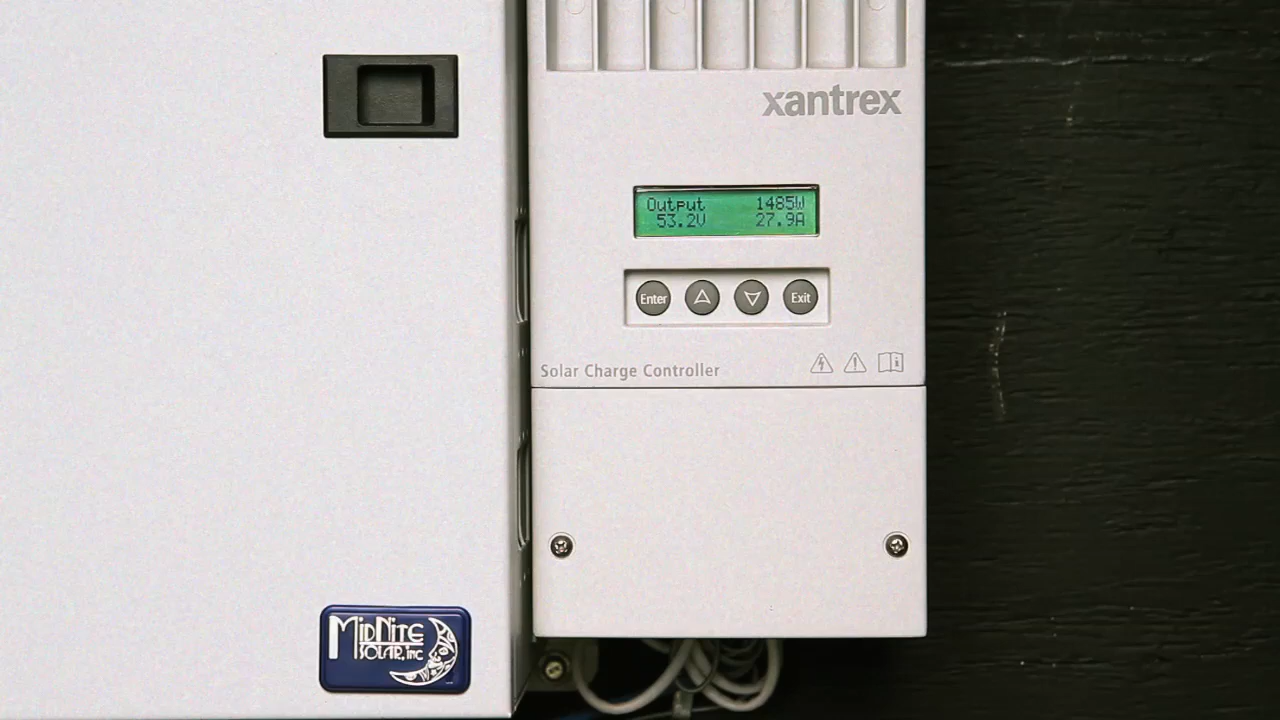 xantrex
Output 1485W
53.2V 27.9A
Enter Exit
Solar Charge Controller
MIDNITE
SOLAR, INC